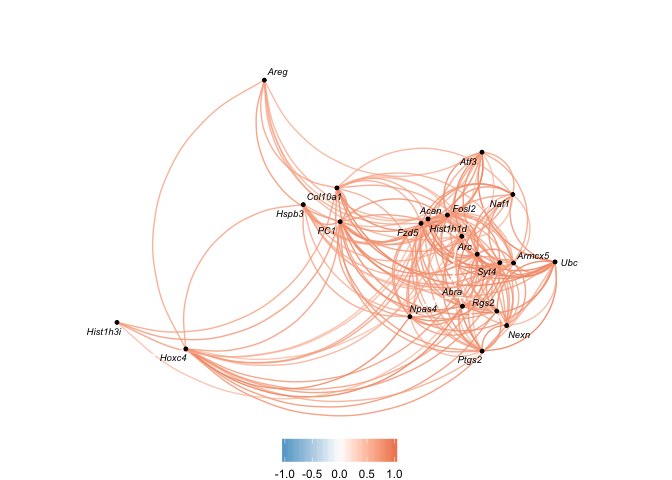 Areg
Atf3
Col10a1
Hspb3
Naf1
Acan
Fosl2
PC1
Fzd5
Hist1h1d
Arc
Armcx5
Ubc
Syt4
Abra
Rgs2
Npas4
Hist1h3i
Nexn
Hoxc4
Ptgs2
-1.0 -0.5 0.0 0.5 1.0